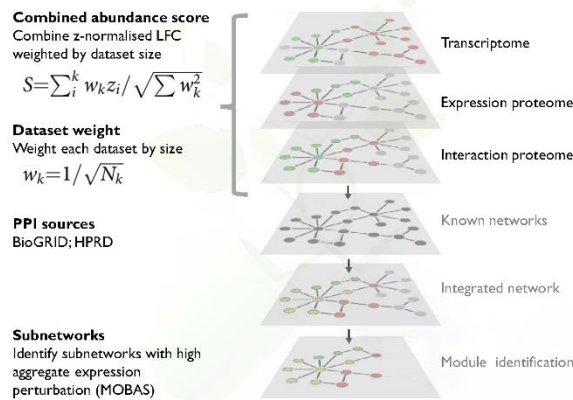 Combined abundance score
Combine z-normalised LFC
weighted by dataset size
S=∑ᵢᵏ wₖzᵢ/√∑ wₖ²
Dataset weight
Weight each dataset by size
wₖ=1/√Nₖ
PPI sources
BioGRID; HPRD
Subnetworks
Identify subnetworks with high
aggregate expression
perturbation (MOBAS)
Transcriptome
Expression proteome
Interaction proteome
Known networks
Integrated network
Module identification